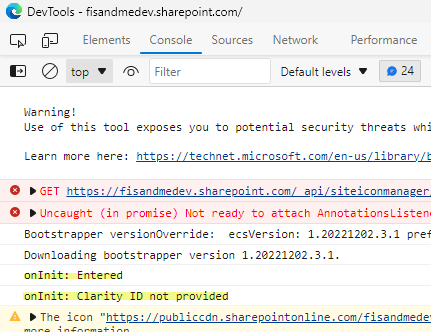 DevTools - fisandmedev.sharepoint.com/
Elements Console Sources Network Performance
top Filter Default levels 24
Warning!
Use of this tool exposes you to potential security threats
Learn more here: https://technet.microsoft.com/en-us/library/
GET https://fisandmedev.sharepoint.com/_api/siteiconmanager/
Uncaught (in promise) Not ready to attach
Bootstrapper versionOverride: ecsVersion: 1.20221202.3.1
Downloading bootstrapper version 1.20221202.3.1.
onInit: Entered
onInit: Clarity ID not provided
The icon "https://publiccdn.sharepointonline.com/fisandmedev
more information.